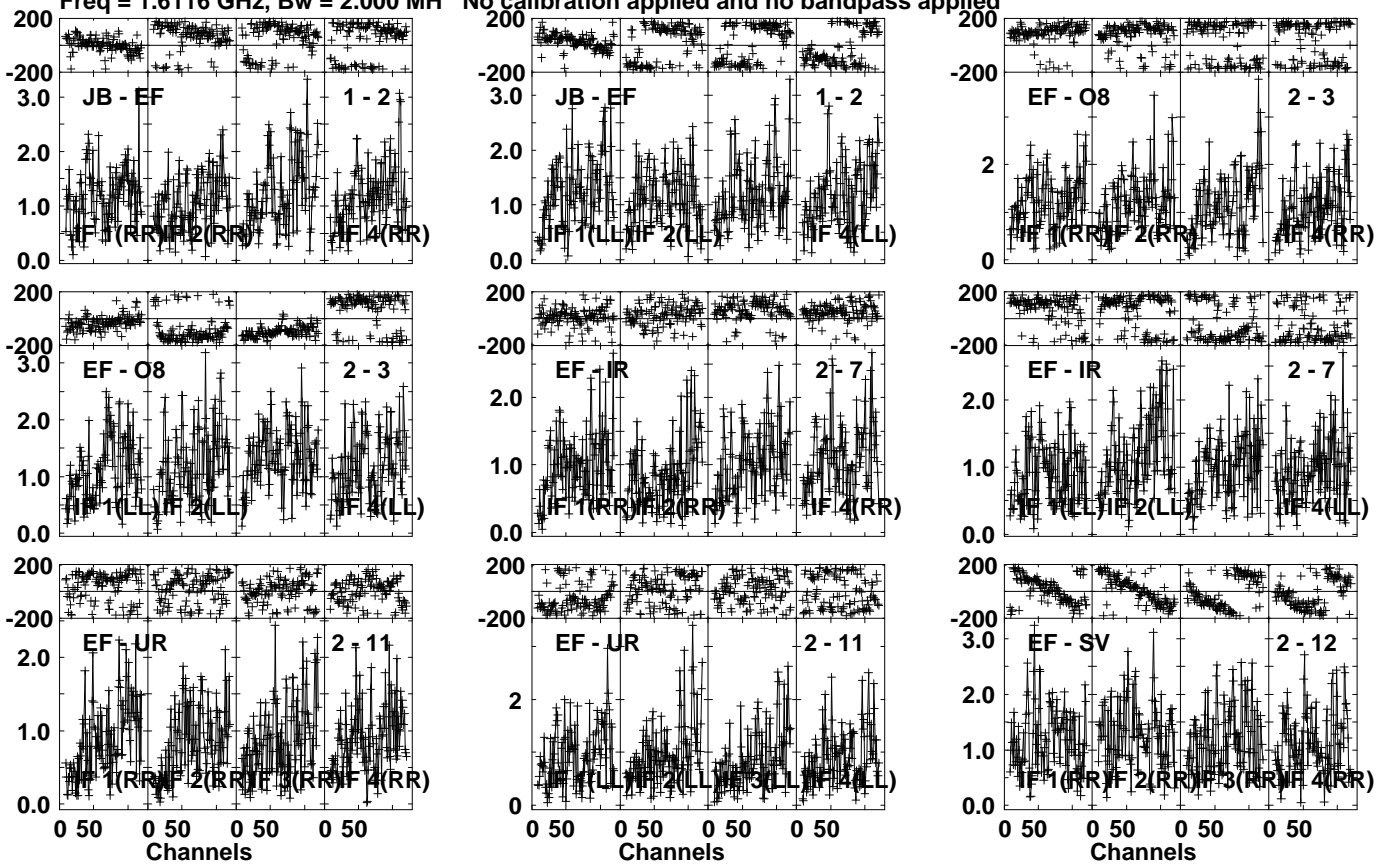 Freq = 1.6116 GHz, Bw = 2.000 MH No calibration applied and no bandpass applied
200 200 200
-200 -200 -200
JB - EF 1 - 2 JB - EF 1 - 2 EF - O8 2 - 3
3.0 3.0
2.0 2.0 2
1.0 1.0
IF 1(RR) IF 2(RR) IF 4(RR) IF 1(LL) IF 2(LL) IF 4(LL) IF 1(RR) IF 2(RR) IF 4(RR)
0.0 0.0 0
200 200 200
-200 -200 -200
3.0
EF - O8 2 - 3 EF - IR 2 - 7 EF - IR 2 - 7
2.0 2.0 2.0
1.0 1.0 1.0
IF 1(LL) IF 2(LL) IF 4(LL) IF 1(RR) IF 2(RR) IF 4(RR) IF 1(LL) IF 2(LL) IF 4(LL)
0.0 0.0 0.0
200 200 200
-200 -200 -200
EF - UR 2 - 11 EF - UR 2 - 11 EF - SV 2 - 12
3.0
2.0 2 2.0
1.0 1.0
IF 1(RR) IF 2(RR) IF 3(RR) IF 4(RR) IF 1(LL) IF 2(LL) IF 3(LL) IF 4(LL) IF 1(RR) IF 2(RR) IF 3(RR) IF 4(RR)
0.0 0 0.0
0 50 0 50 0 50 0 50 0 50 0 50 0 50 0 50 0 50 0 50 0 50 0 50
Channels Channels Channels